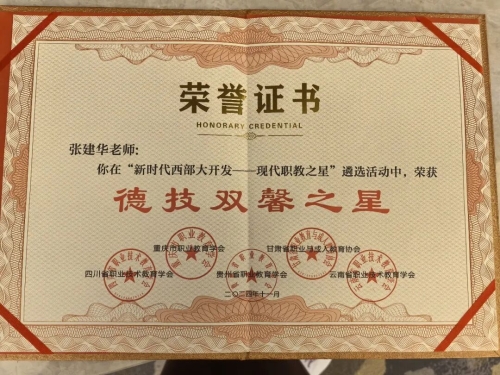 荣誉证书
HONORARY CREDENTIAL
张建华老师:
你在“新时代西部大开发——现代职教之星”遴选活动中,荣获
德技双馨之星
重庆市职业教育学会 甘肃省职业与成人教育协会
四川省职业技术教育学会 贵州省职业教育学会 云南省职业技术教育学会
二〇二四年十一月